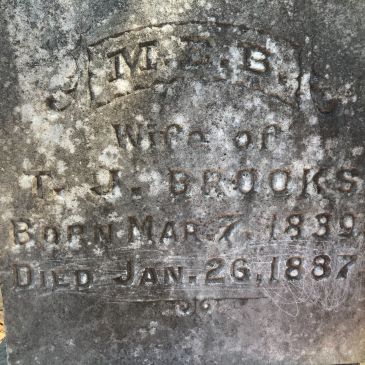 M.E.B.
Wife of
T. J. BROOKS
BORN MAR. 7, 1839.
DIED JAN. 26, 1887